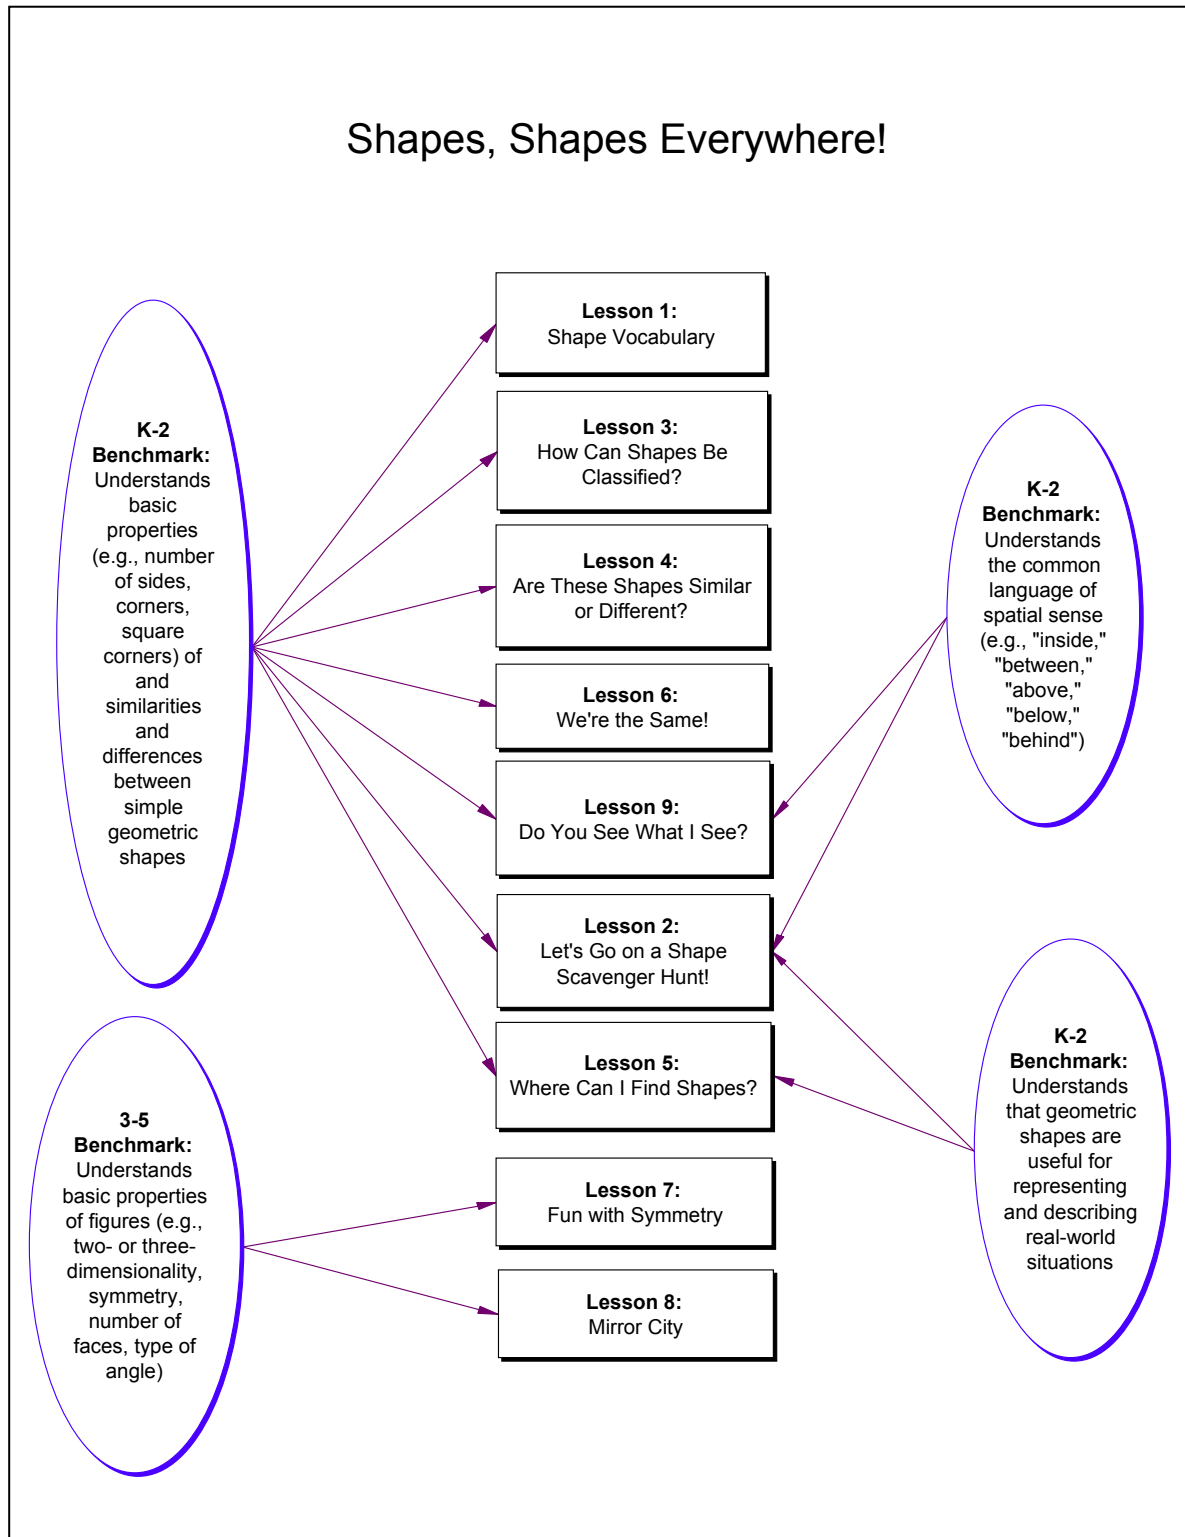 Shapes, Shapes Everywhere!
K-2
Benchmark:
Understands
basic
properties
(e.g., number
of sides,
corners,
square
corners) of
and
similarities
and
differences
between
simple
geometric
shapes
3-5
Benchmark:
Understands
basic properties
of figures (e.g.,
two- or three-
dimensionality,
symmetry,
number of
faces, type of
angle)
Lesson 1:
Shape Vocabulary
Lesson 3:
How Can Shapes Be
Classified?
Lesson 4:
Are These Shapes Similar
or Different?
Lesson 6:
We're the Same!
Lesson 9:
Do You See What I See?
Lesson 2:
Let's Go on a Shape
Scavenger Hunt!
Lesson 5:
Where Can I Find Shapes?
Lesson 7:
Fun with Symmetry
Lesson 8:
Mirror City
K-2
Benchmark:
Understands
the common
language of
spatial sense
(e.g., "inside,"
"between,"
"above,"
"below,"
"behind")
K-2
Benchmark:
Understands
that geometric
shapes are
useful for
representing
and describing
real-world
situations